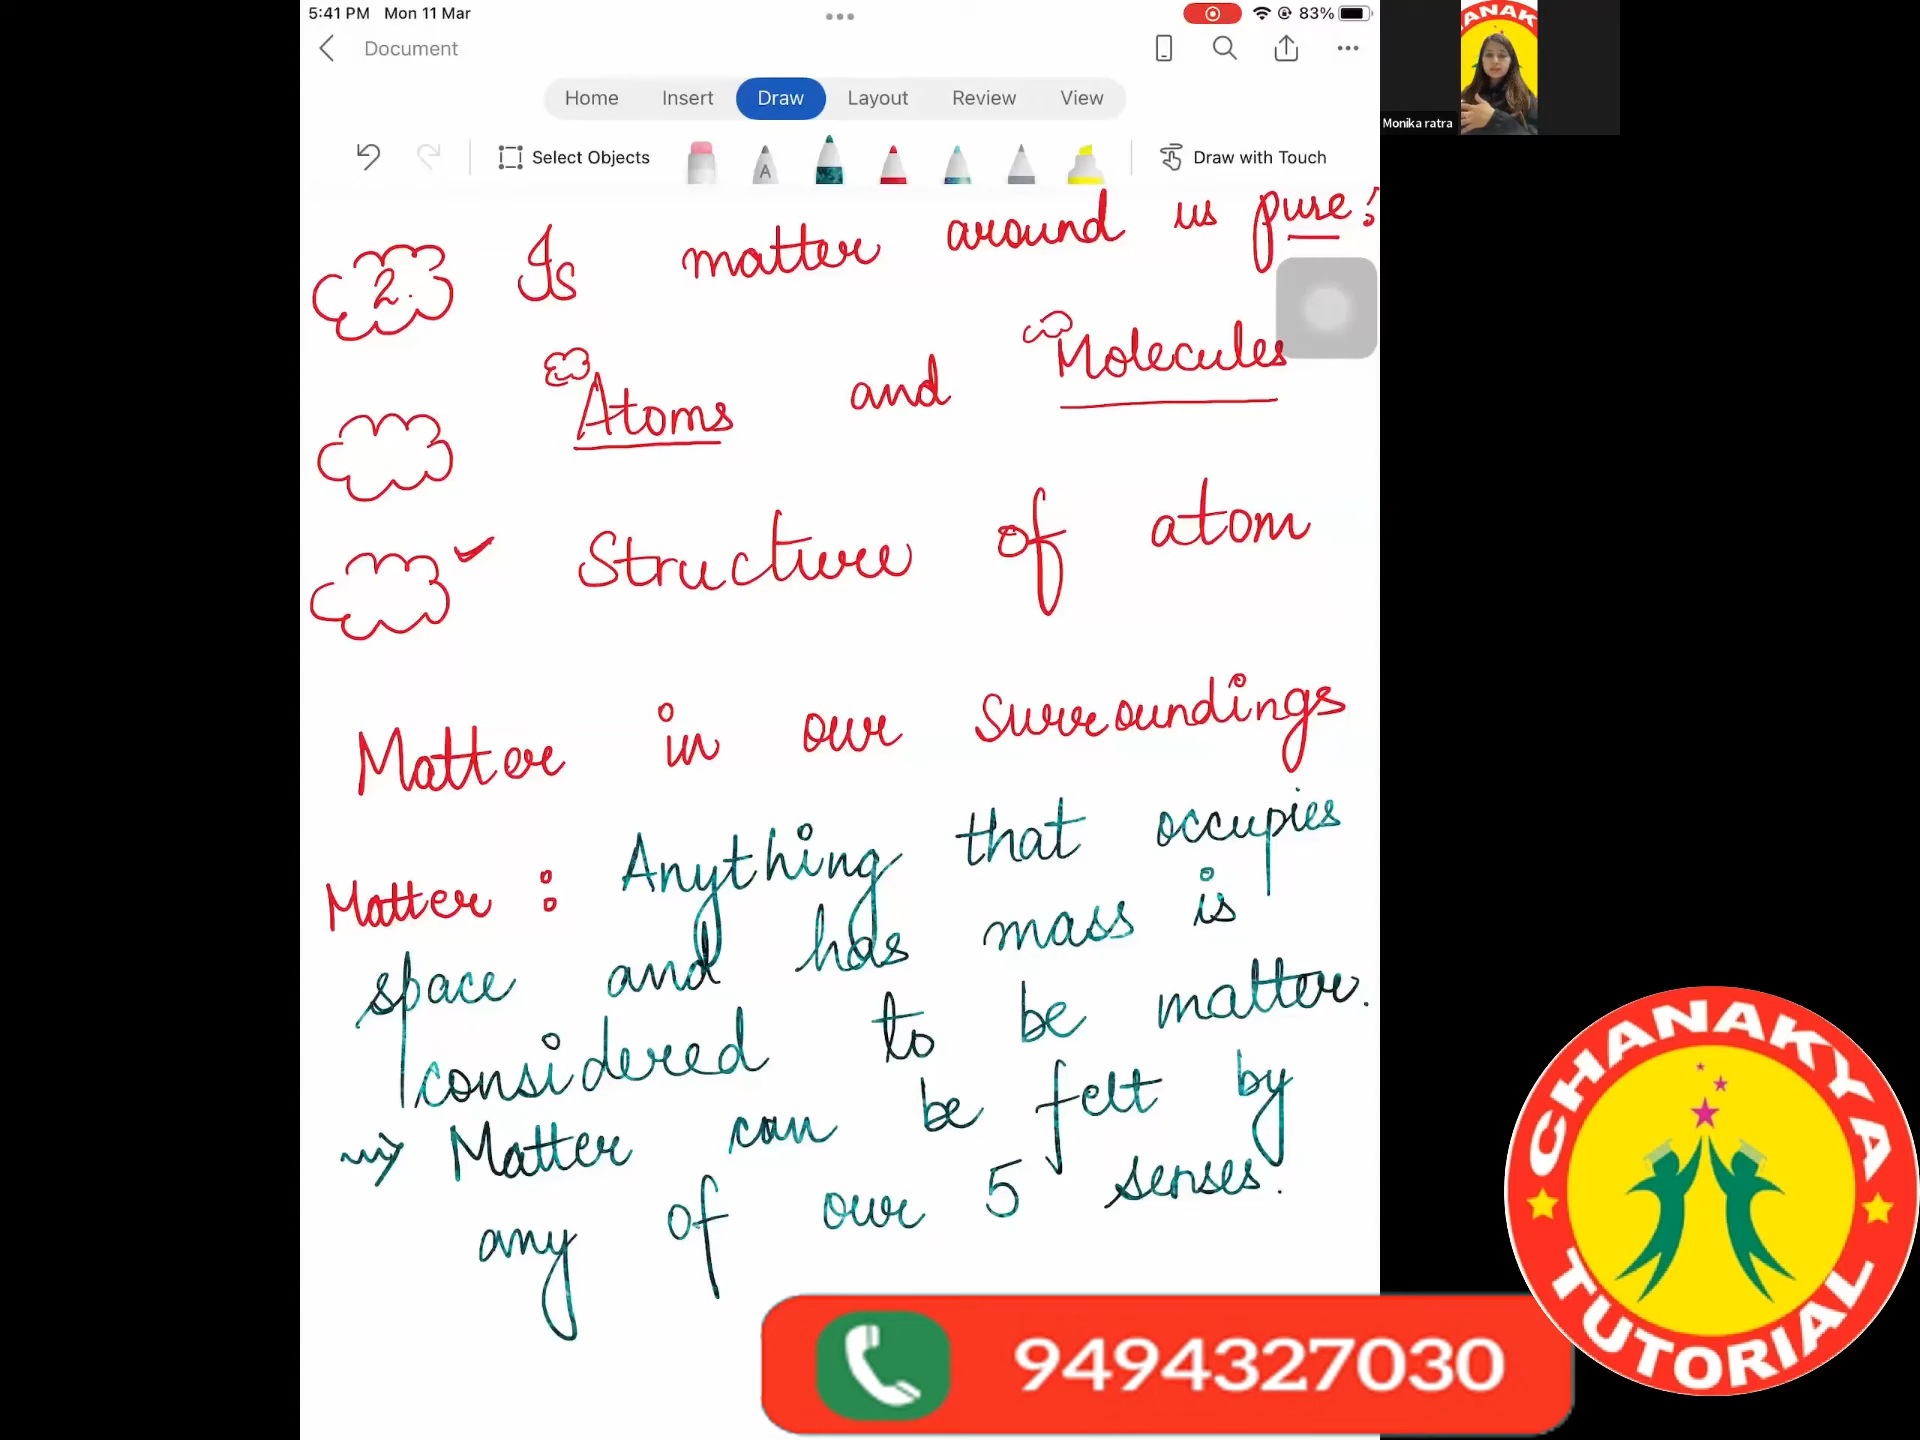 5:41 PM Mon 11 Mar
83%
Document
Home Insert Draw Layout Review View
Select Objects
A
Draw with Touch
CHANAK
Monika ratra
2. Is matter around us pure?
Atoms and Molecules
Structure of atom
Matter in our surroundings
Matter : Anything that occupies
space and has mass is
considered to be matter.
Matter can be felt by
any of our 5 senses.
9494327030
CHANAKYA
TUTORIAL